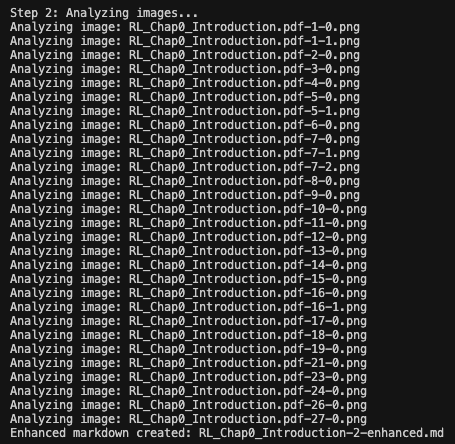 Step 2: Analyzing images...
Analyzing image: RL_Chap0_Introduction.pdf-1-0.png
Analyzing image: RL_Chap0_Introduction.pdf-1-1.png
Analyzing image: RL_Chap0_Introduction.pdf-2-0.png
Analyzing image: RL_Chap0_Introduction.pdf-3-0.png
Analyzing image: RL_Chap0_Introduction.pdf-4-0.png
Analyzing image: RL_Chap0_Introduction.pdf-5-0.png
Analyzing image: RL_Chap0_Introduction.pdf-5-1.png
Analyzing image: RL_Chap0_Introduction.pdf-6-0.png
Analyzing image: RL_Chap0_Introduction.pdf-7-0.png
Analyzing image: RL_Chap0_Introduction.pdf-7-1.png
Analyzing image: RL_Chap0_Introduction.pdf-7-2.png
Analyzing image: RL_Chap0_Introduction.pdf-8-0.png
Analyzing image: RL_Chap0_Introduction.pdf-9-0.png
Analyzing image: RL_Chap0_Introduction.pdf-10-0.png
Analyzing image: RL_Chap0_Introduction.pdf-11-0.png
Analyzing image: RL_Chap0_Introduction.pdf-12-0.png
Analyzing image: RL_Chap0_Introduction.pdf-13-0.png
Analyzing image: RL_Chap0_Introduction.pdf-14-0.png
Analyzing image: RL_Chap0_Introduction.pdf-15-0.png
Analyzing image: RL_Chap0_Introduction.pdf-16-0.png
Analyzing image: RL_Chap0_Introduction.pdf-16-1.png
Analyzing image: RL_Chap0_Introduction.pdf-17-0.png
Analyzing image: RL_Chap0_Introduction.pdf-18-0.png
Analyzing image: RL_Chap0_Introduction.pdf-19-0.png
Analyzing image: RL_Chap0_Introduction.pdf-21-0.png
Analyzing image: RL_Chap0_Introduction.pdf-23-0.png
Analyzing image: RL_Chap0_Introduction.pdf-24-0.png
Analyzing image: RL_Chap0_Introduction.pdf-26-0.png
Analyzing image: RL_Chap0_Introduction.pdf-27-0.png
Enhanced markdown created: RL_Chap0_Introduction-2-enhanced.md